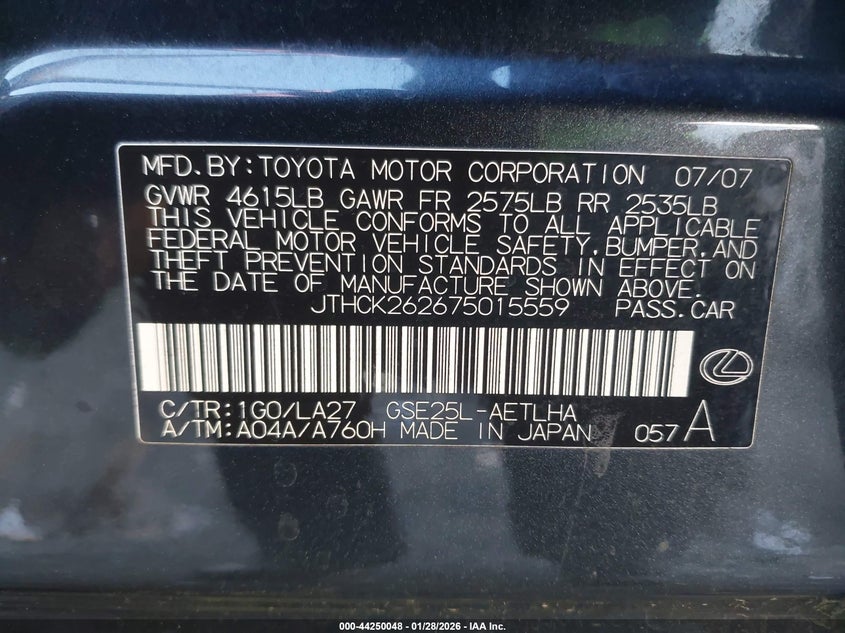 MFD.BY:TOYOTA MOTOR CORPORATION 07/07
GVWR 4615LB GAWR FR 2575LB RR 2535LB
THIS VEHICLE CONFORMS TO ALL APPLICABLE
FEDERAL MOTOR VEHICLE SAFETY,BUMPER,AND
THEFT PREVENTION STANDARDS IN EFFECT ON
THE DATE OF MANUFACTURE SHOWN ABOVE.
JTHCK262675015559 PASS.CAR
C/TR:1G0/LA27 GSE25L-AETLHA
A/TM:A04A/A760H MADE IN JAPAN 057A
000-44250048 - 01/28/2026 - IAA Inc.